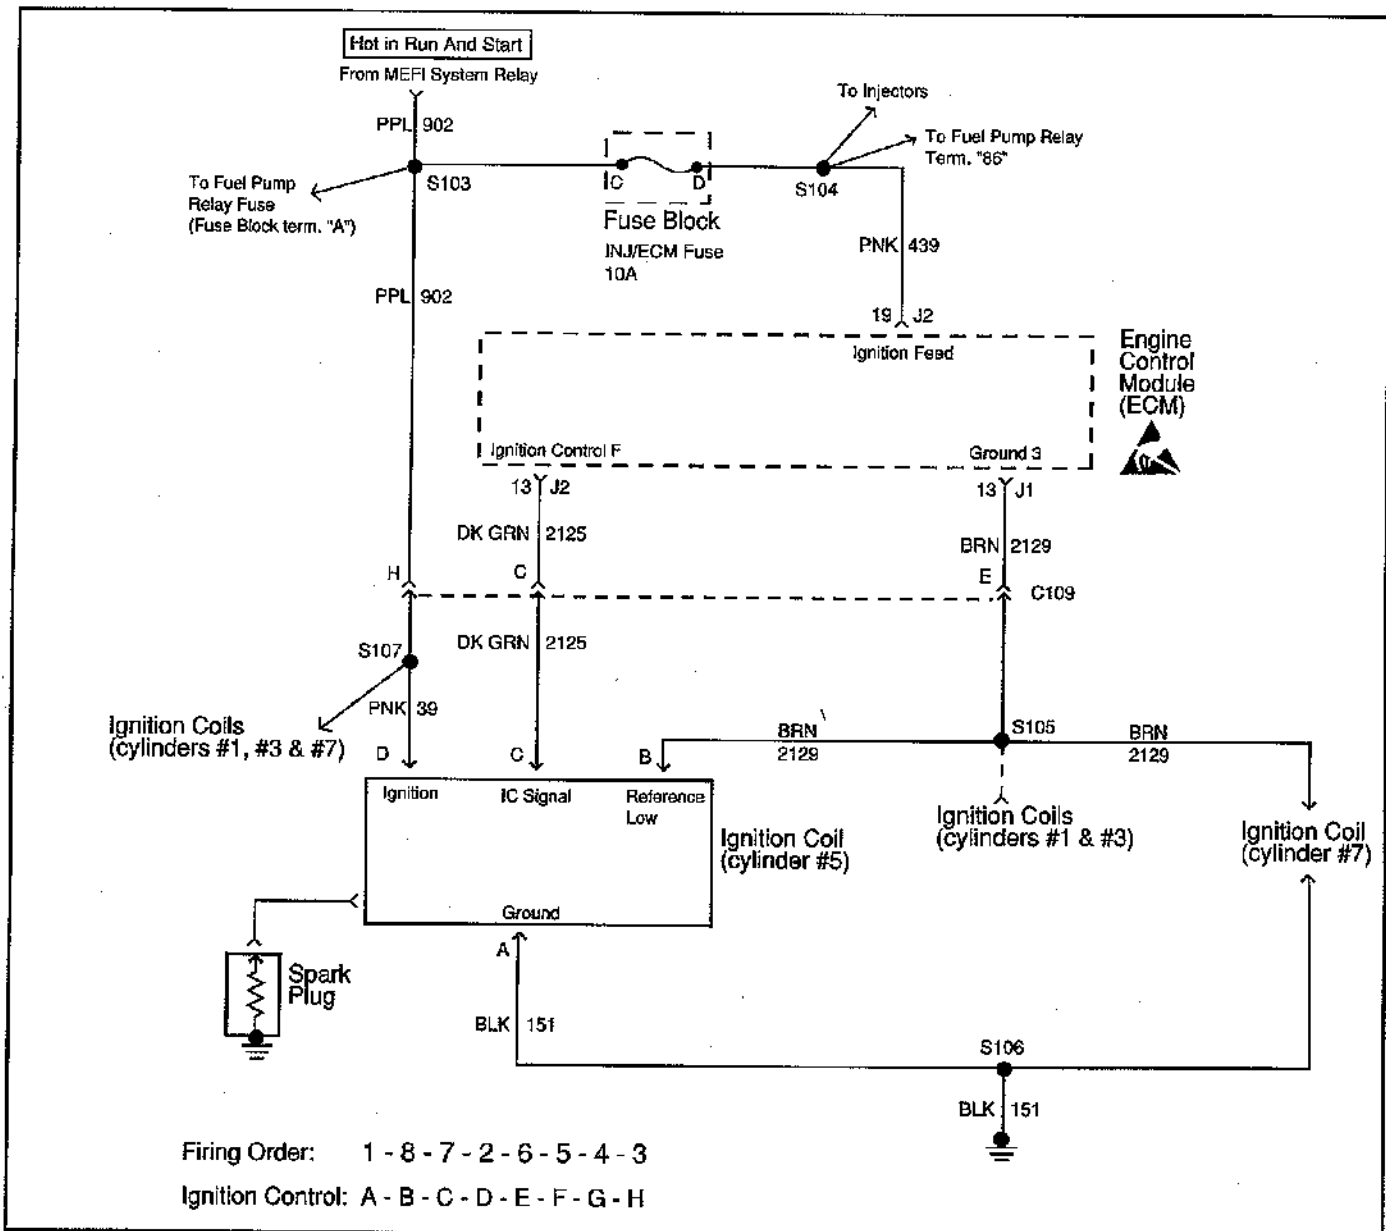 Hot in Run And Start
From MEFI System Relay
To Injectors
PPL 902
To Fuel Pump Relay
Term. "86"
S103
C D
S104
To Fuel Pump
Relay Fuse
(Fuse Block term. "A")
Fuse Block
INJ/ECM Fuse
10A
PNK 439
PPL 902
19 J2
Ignition Feed
Engine
Control
Module
(ECM)
Ignition Control F
Ground 3
13 J2
13 J1
DK GRN 2125
BRN 2129
H C E
C109
S107
DK GRN 2125
PNK 39
Ignition Coils
(cylinders #1, #3 & #7)
S105
BRN
2129
BRN
2129
D C B
Ignition
IC Signal
Reference
Low
Ignition Coil
(cylinder #5)
Ignition Coils
(cylinders #1 & #3)
Ignition Coil
(cylinder #7)
Ground
A
Spark
Plug
BLK 151
S106
BLK 151
Firing Order: 1 - 8 - 7 - 2 - 6 - 5 - 4 - 3
Ignition Control: A - B - C - D - E - F - G - H